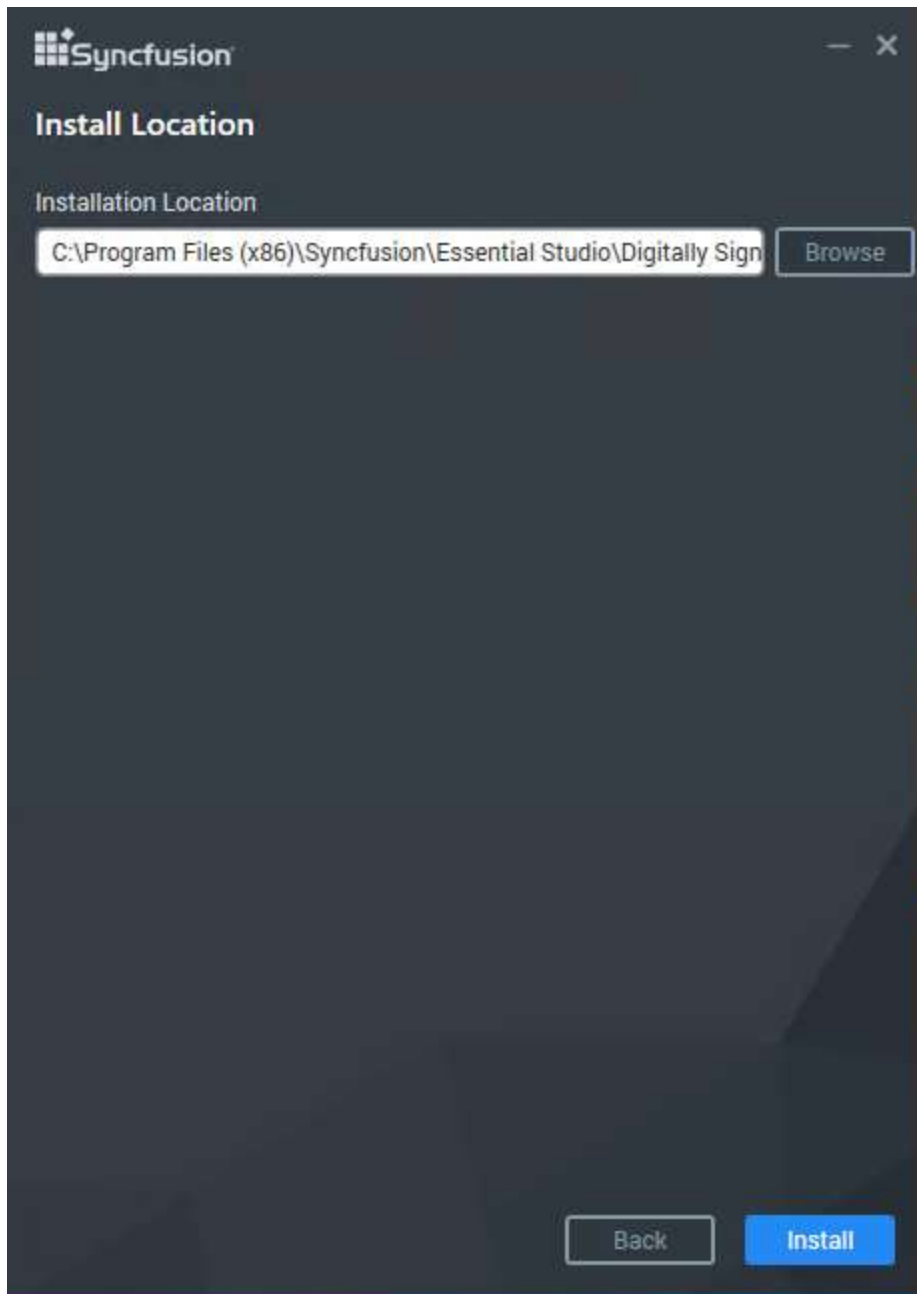 Syncfusion
Install Location
Installation Location
C:\Program Files (x86)\Syncfusion\Essential Studio\Digitally Sign
Browse
Back
Install